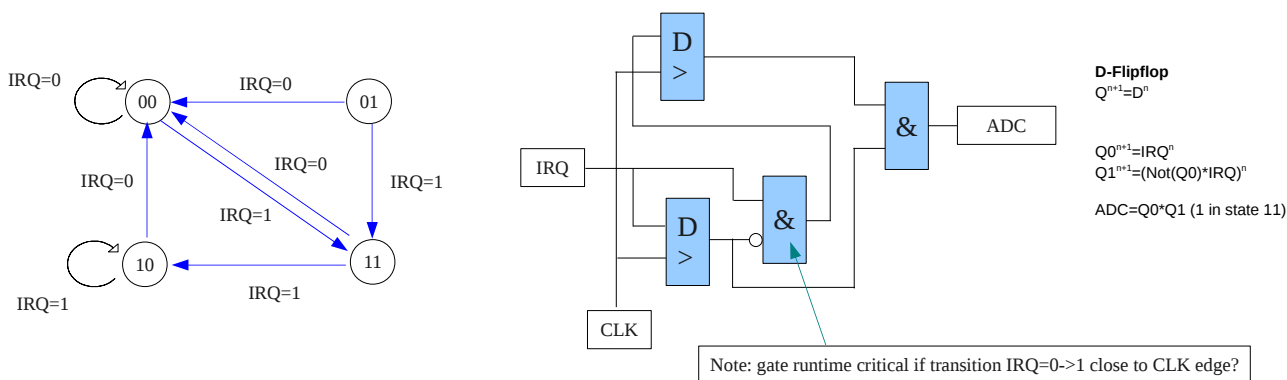 IRQ=0
00
IRQ=0
01
IRQ=0
IRQ=0
IRQ=1
IRQ=1
10
IRQ=1
11
IRQ=1
D
>
&
ADC
IRQ
D
>
&
CLK
D-Flipflop
Qⁿ⁺¹=Dⁿ
Q0ⁿ⁺¹=IRQⁿ
Q1ⁿ⁺¹=(Not(Q0)*IRQ)ⁿ
ADC=Q0*Q1 (1 in state 11)
Note: gate runtime critical if transition IRQ=0->1 close to CLK edge?